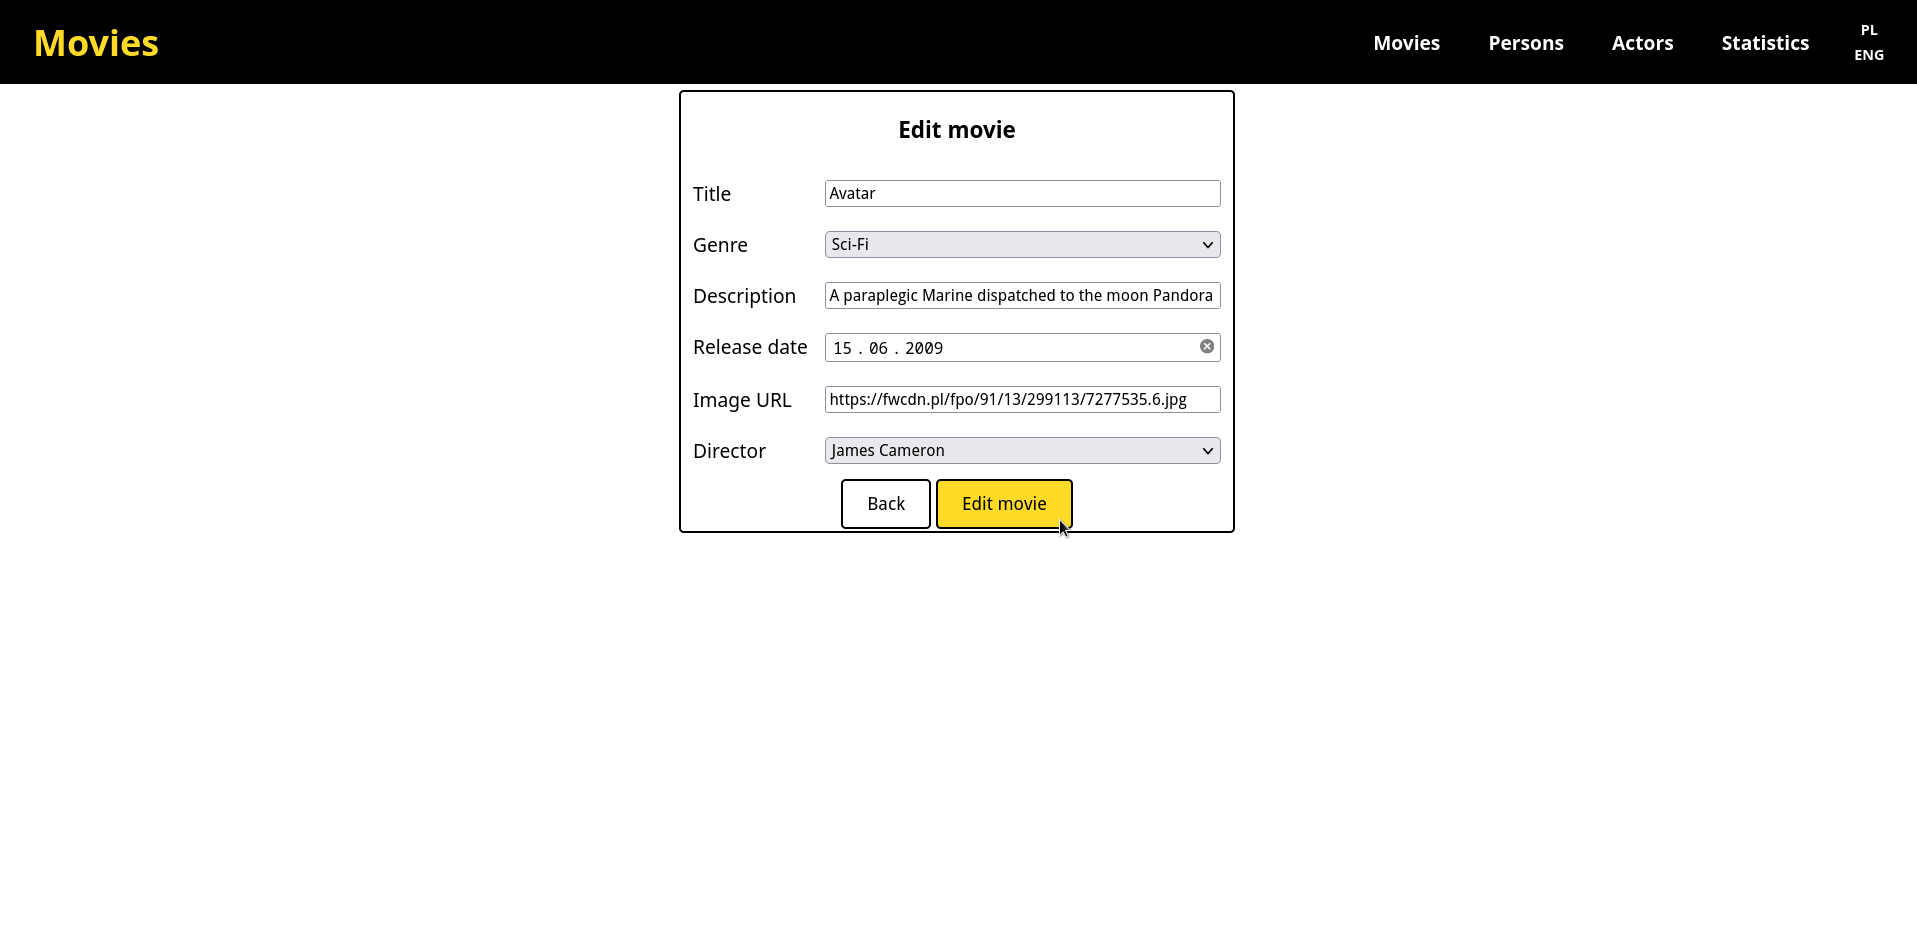 Movies
Movies Persons Actors Statistics
PL
ENG
Edit movie
Title Avatar
Genre Sci-Fi
Description A paraplegic Marine dispatched to the moon Pandora
Release date 15 . 06 . 2009
Image URL https://fwcdn.pl/fpo/91/13/299113/7277535.6.jpg
Director James Cameron
Back Edit movie